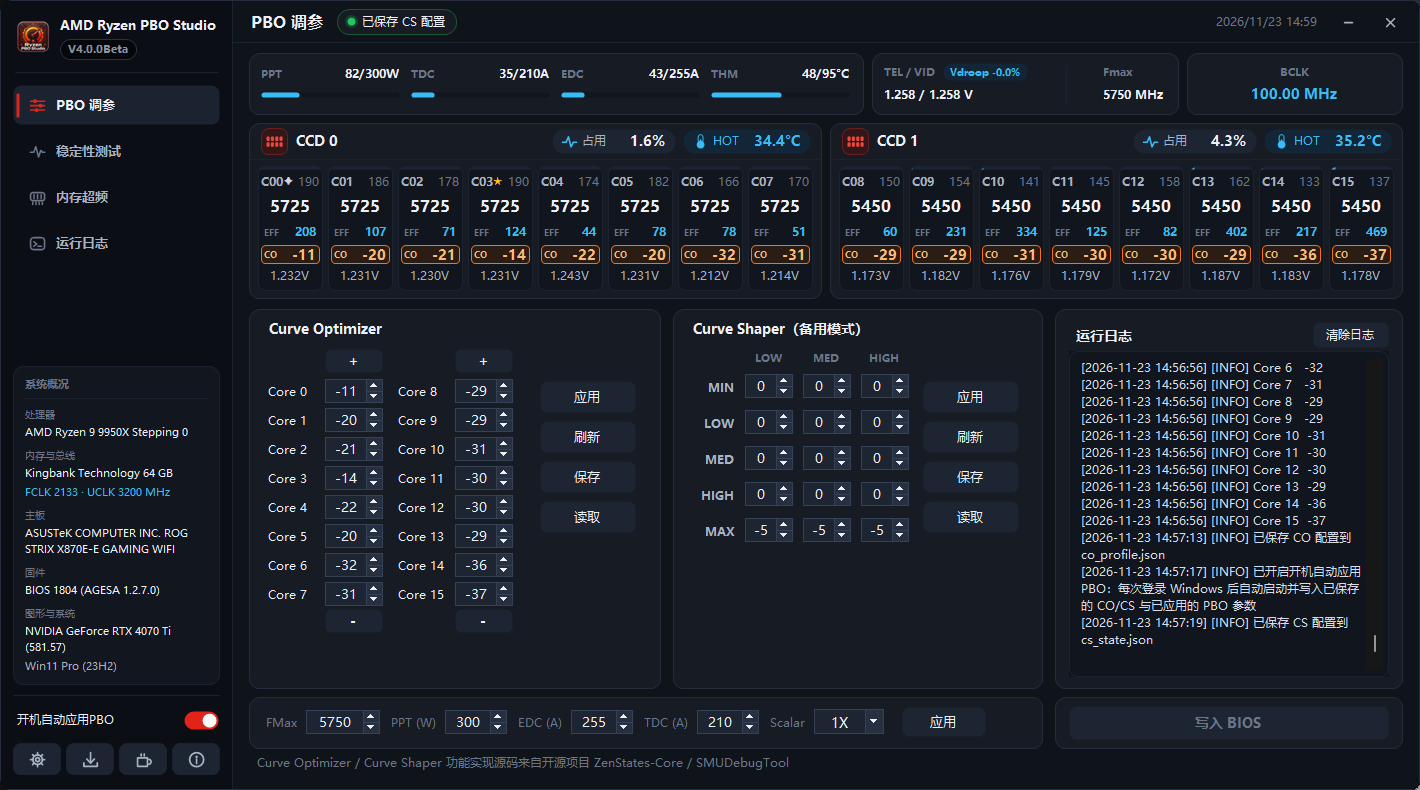 AMD Ryzen PBO Studio
V4.0.0Beta
PBO 调参
稳定性测试
内存超频
运行日志
系统概况
处理器
AMD Ryzen 9 9950X Stepping 0
内存与总线
Kingbank Technology 64 GB
FCLK 2133 · UCLK 3200 MHz
主板
ASUSTeK COMPUTER INC. ROG
STRIX X870E-E GAMING WIFI
固件
BIOS 1804 (AGESA 1.2.7.0)
图形与系统
NVIDIA GeForce RTX 4070 Ti
(581.57)
Win11 Pro (23H2)
开机自动应用PBO
PBO 调参 已保存 CS 配置 2026/11/23 14:59
PPT 82/300W TDC 35/210A EDC 43/255A THM 48/95°C
TEL / VID Vdroop -0.0% Fmax
1.258 / 1.258 V 5750 MHz
BCLK
100.00 MHz
CCD 0 占用 1.6% HOT 34.4°C
C00✦ 190 C01 186 C02 178 C03★ 190 C04 174 C05 182 C06 166 C07 170
5725 5725 5725 5725 5725 5725 5725 5725
EFF 208 EFF 107 EFF 71 EFF 124 EFF 44 EFF 78 EFF 78 EFF 51
CO -11 CO -20 CO -21 CO -14 CO -22 CO -20 CO -32 CO -31
1.232V 1.231V 1.230V 1.231V 1.243V 1.231V 1.212V 1.214V
CCD 1 占用 4.3% HOT 35.2°C
C08 150 C09 154 C10 141 C11 145 C12 158 C13 162 C14 133 C15 137
5450 5450 5450 5450 5450 5450 5450 5450
EFF 60 EFF 231 EFF 334 EFF 125 EFF 82 EFF 402 EFF 217 EFF 469
CO -29 CO -29 CO -31 CO -30 CO -30 CO -29 CO -36 CO -37
1.173V 1.182V 1.176V 1.179V 1.172V 1.187V 1.183V 1.178V
Curve Optimizer
+ +
Core 0 -11 Core 8 -29
Core 1 -20 Core 9 -29
Core 2 -21 Core 10 -31
Core 3 -14 Core 11 -30
Core 4 -22 Core 12 -30
Core 5 -20 Core 13 -29
Core 6 -32 Core 14 -36
Core 7 -31 Core 15 -37
- -
应用
刷新
保存
读取
Curve Shaper（备用模式）
LOW MED HIGH
MIN 0 0 0
LOW 0 0 0
MED 0 0 0
HIGH 0 0 0
MAX -5 -5 -5
应用
刷新
保存
读取
运行日志 清除日志
[2026-11-23 14:56:56] [INFO] Core 6 -32
[2026-11-23 14:56:56] [INFO] Core 7 -31
[2026-11-23 14:56:56] [INFO] Core 8 -29
[2026-11-23 14:56:56] [INFO] Core 9 -29
[2026-11-23 14:56:56] [INFO] Core 10 -31
[2026-11-23 14:56:56] [INFO] Core 11 -30
[2026-11-23 14:56:56] [INFO] Core 12 -30
[2026-11-23 14:56:56] [INFO] Core 13 -29
[2026-11-23 14:56:56] [INFO] Core 14 -36
[2026-11-23 14:56:56] [INFO] Core 15 -37
[2026-11-23 14:57:13] [INFO] 已保存 CO 配置到
co_profile.json
[2026-11-23 14:57:17] [INFO] 已开启开机自动应用
PBO：每次登录 Windows 后自动启动并写入已保存
的 CO/CS 与已应用的 PBO 参数
[2026-11-23 14:57:19] [INFO] 已保存 CS 配置到
cs_state.json
FMax 5750 PPT (W) 300 EDC (A) 255 TDC (A) 210 Scalar 1X 应用
写入 BIOS
Curve Optimizer / Curve Shaper 功能实现源码来自开源项目 ZenStates-Core / SMUDebugTool